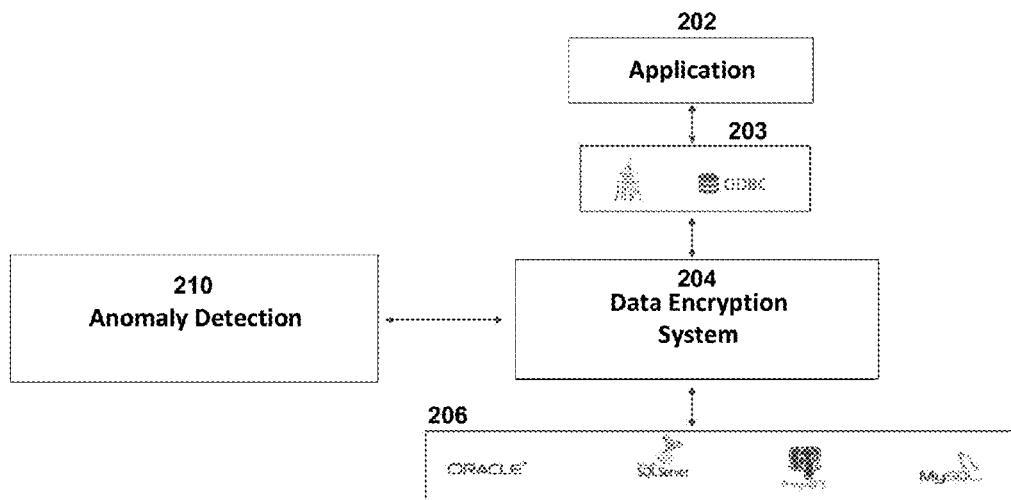 202
Application
203
ODBC
210
Anomaly Detection
204
Data Encryption
System
206
ORACLE
SQL Server
MySQL